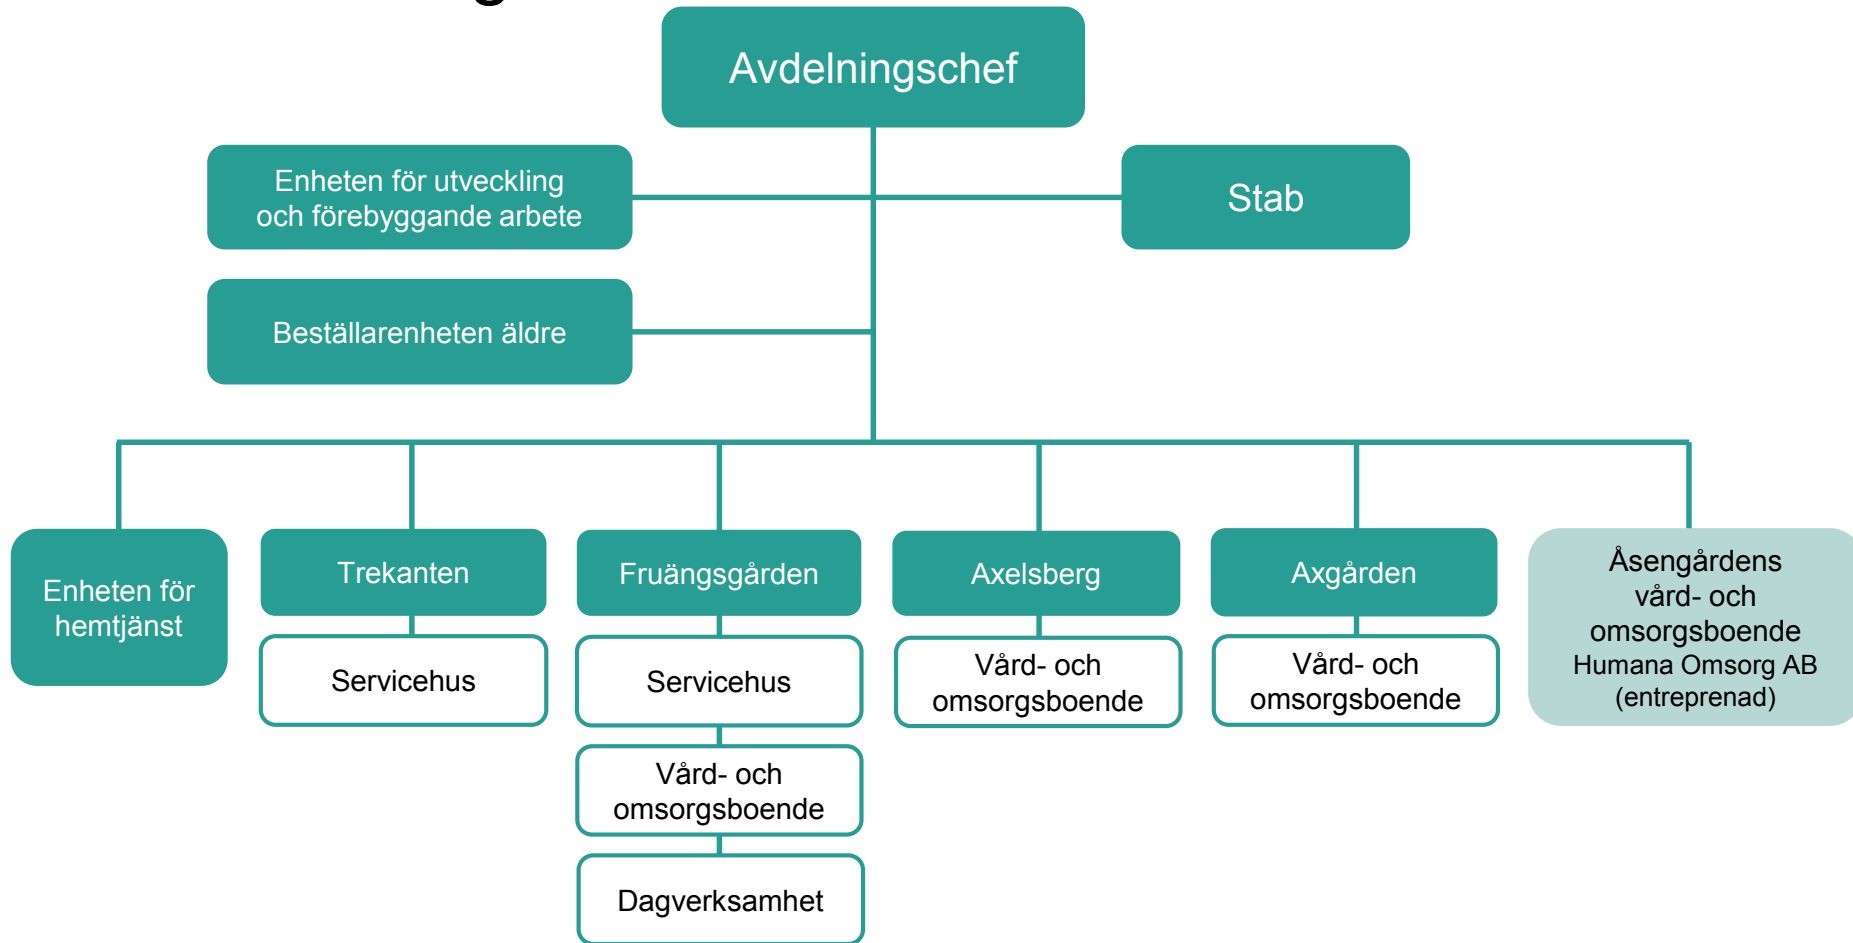 Avdelningschef
Enheten för utveckling
och förebyggande arbete
Stab
Beställarenheten äldre
Enheten för
hemtjänst
Trekanten
Servicehus
Fruängsgården
Servicehus
Vård- och
omsorgsboende
Dagverksamhet
Axelsberg
Vård- och
omsorgsboende
Axgården
Vård- och
omsorgsboende
Åsengårdens
vård- och
omsorgsboende
Humana Omsorg AB
(entreprenad)